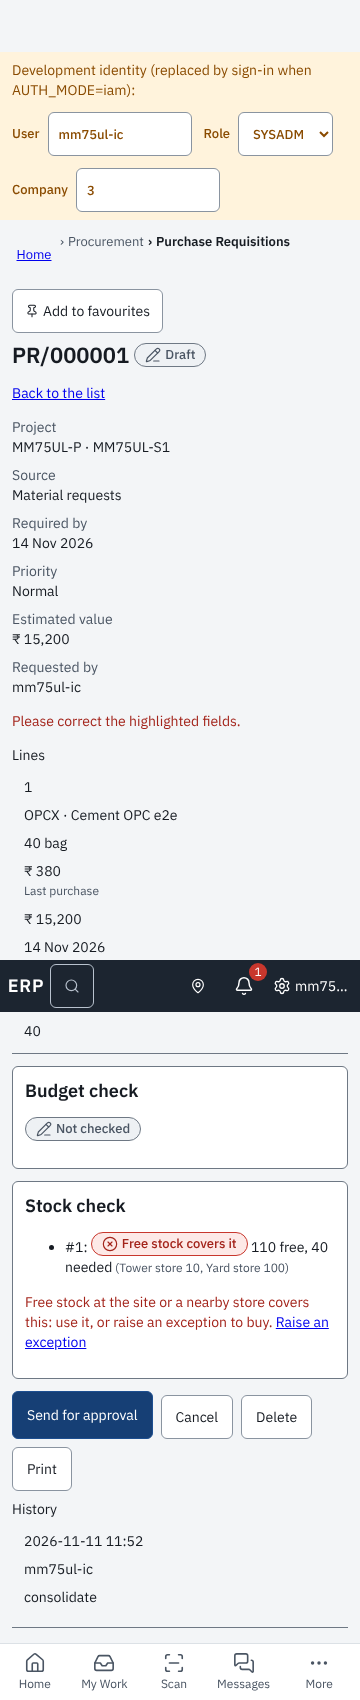 Development identity (replaced by sign-in when
AUTH_MODE=iam):
User mm75ul-ic Role SYSADM
Company 3
Home › Procurement › Purchase Requisitions
Add to favourites
PR/000001 Draft
Back to the list
Project
MM75UL-P · MM75UL-S1
Source
Material requests
Required by
14 Nov 2026
Priority
Normal
Estimated value
₹ 15,200
Requested by
mm75ul-ic
Please correct the highlighted fields.
Lines
1
OPCX · Cement OPC e2e
40 bag
₹ 380
Last purchase
₹ 15,200
14 Nov 2026
ERP 1 mm75...
40
Budget check
Not checked
Stock check
#1: Free stock covers it 110 free, 40
needed (Tower store 10, Yard store 100)
Free stock at the site or a nearby store covers
this: use it, or raise an exception to buy. Raise an
exception
Send for approval Cancel Delete
Print
History
2026-11-11 11:52
mm75ul-ic
consolidate
Home My Work Scan Messages More